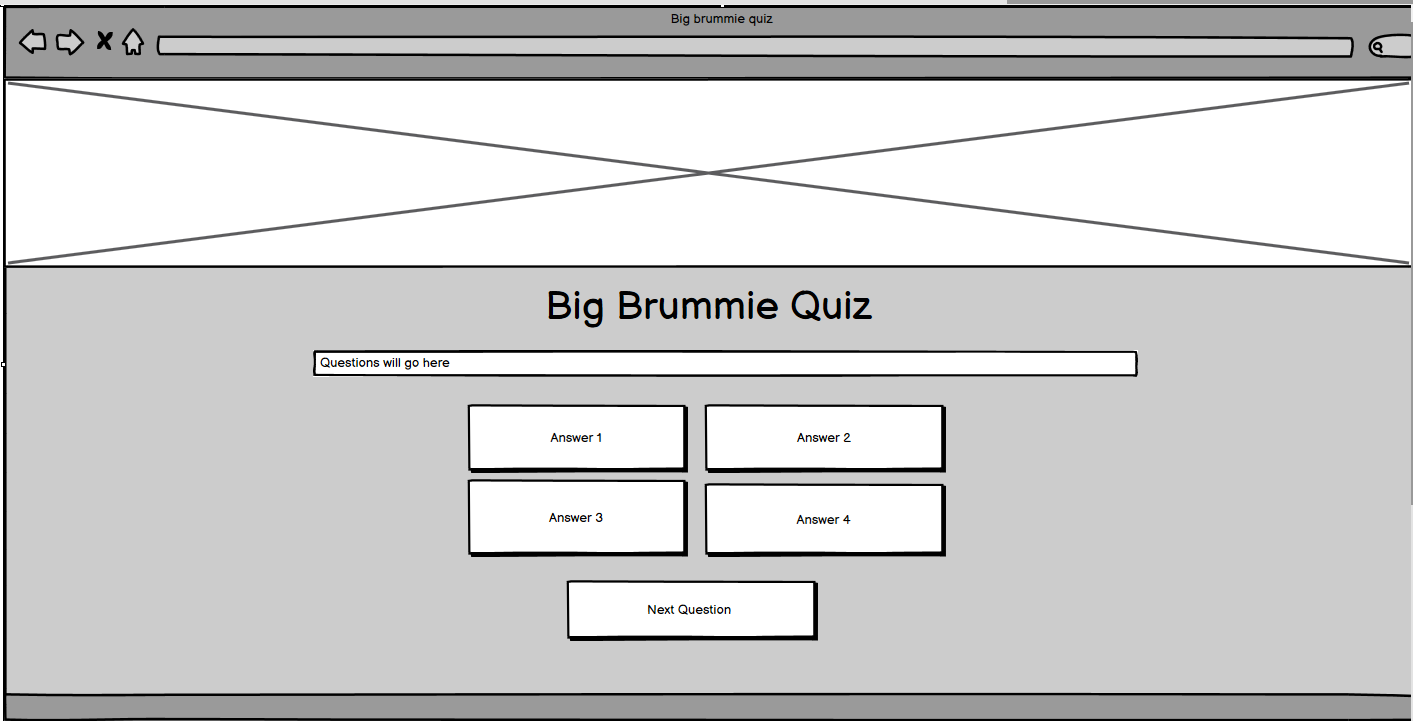 Big brummie quiz
Big Brummie Quiz
Questions will go here
Answer 1
Answer 2
Answer 3
Answer 4
Next Question